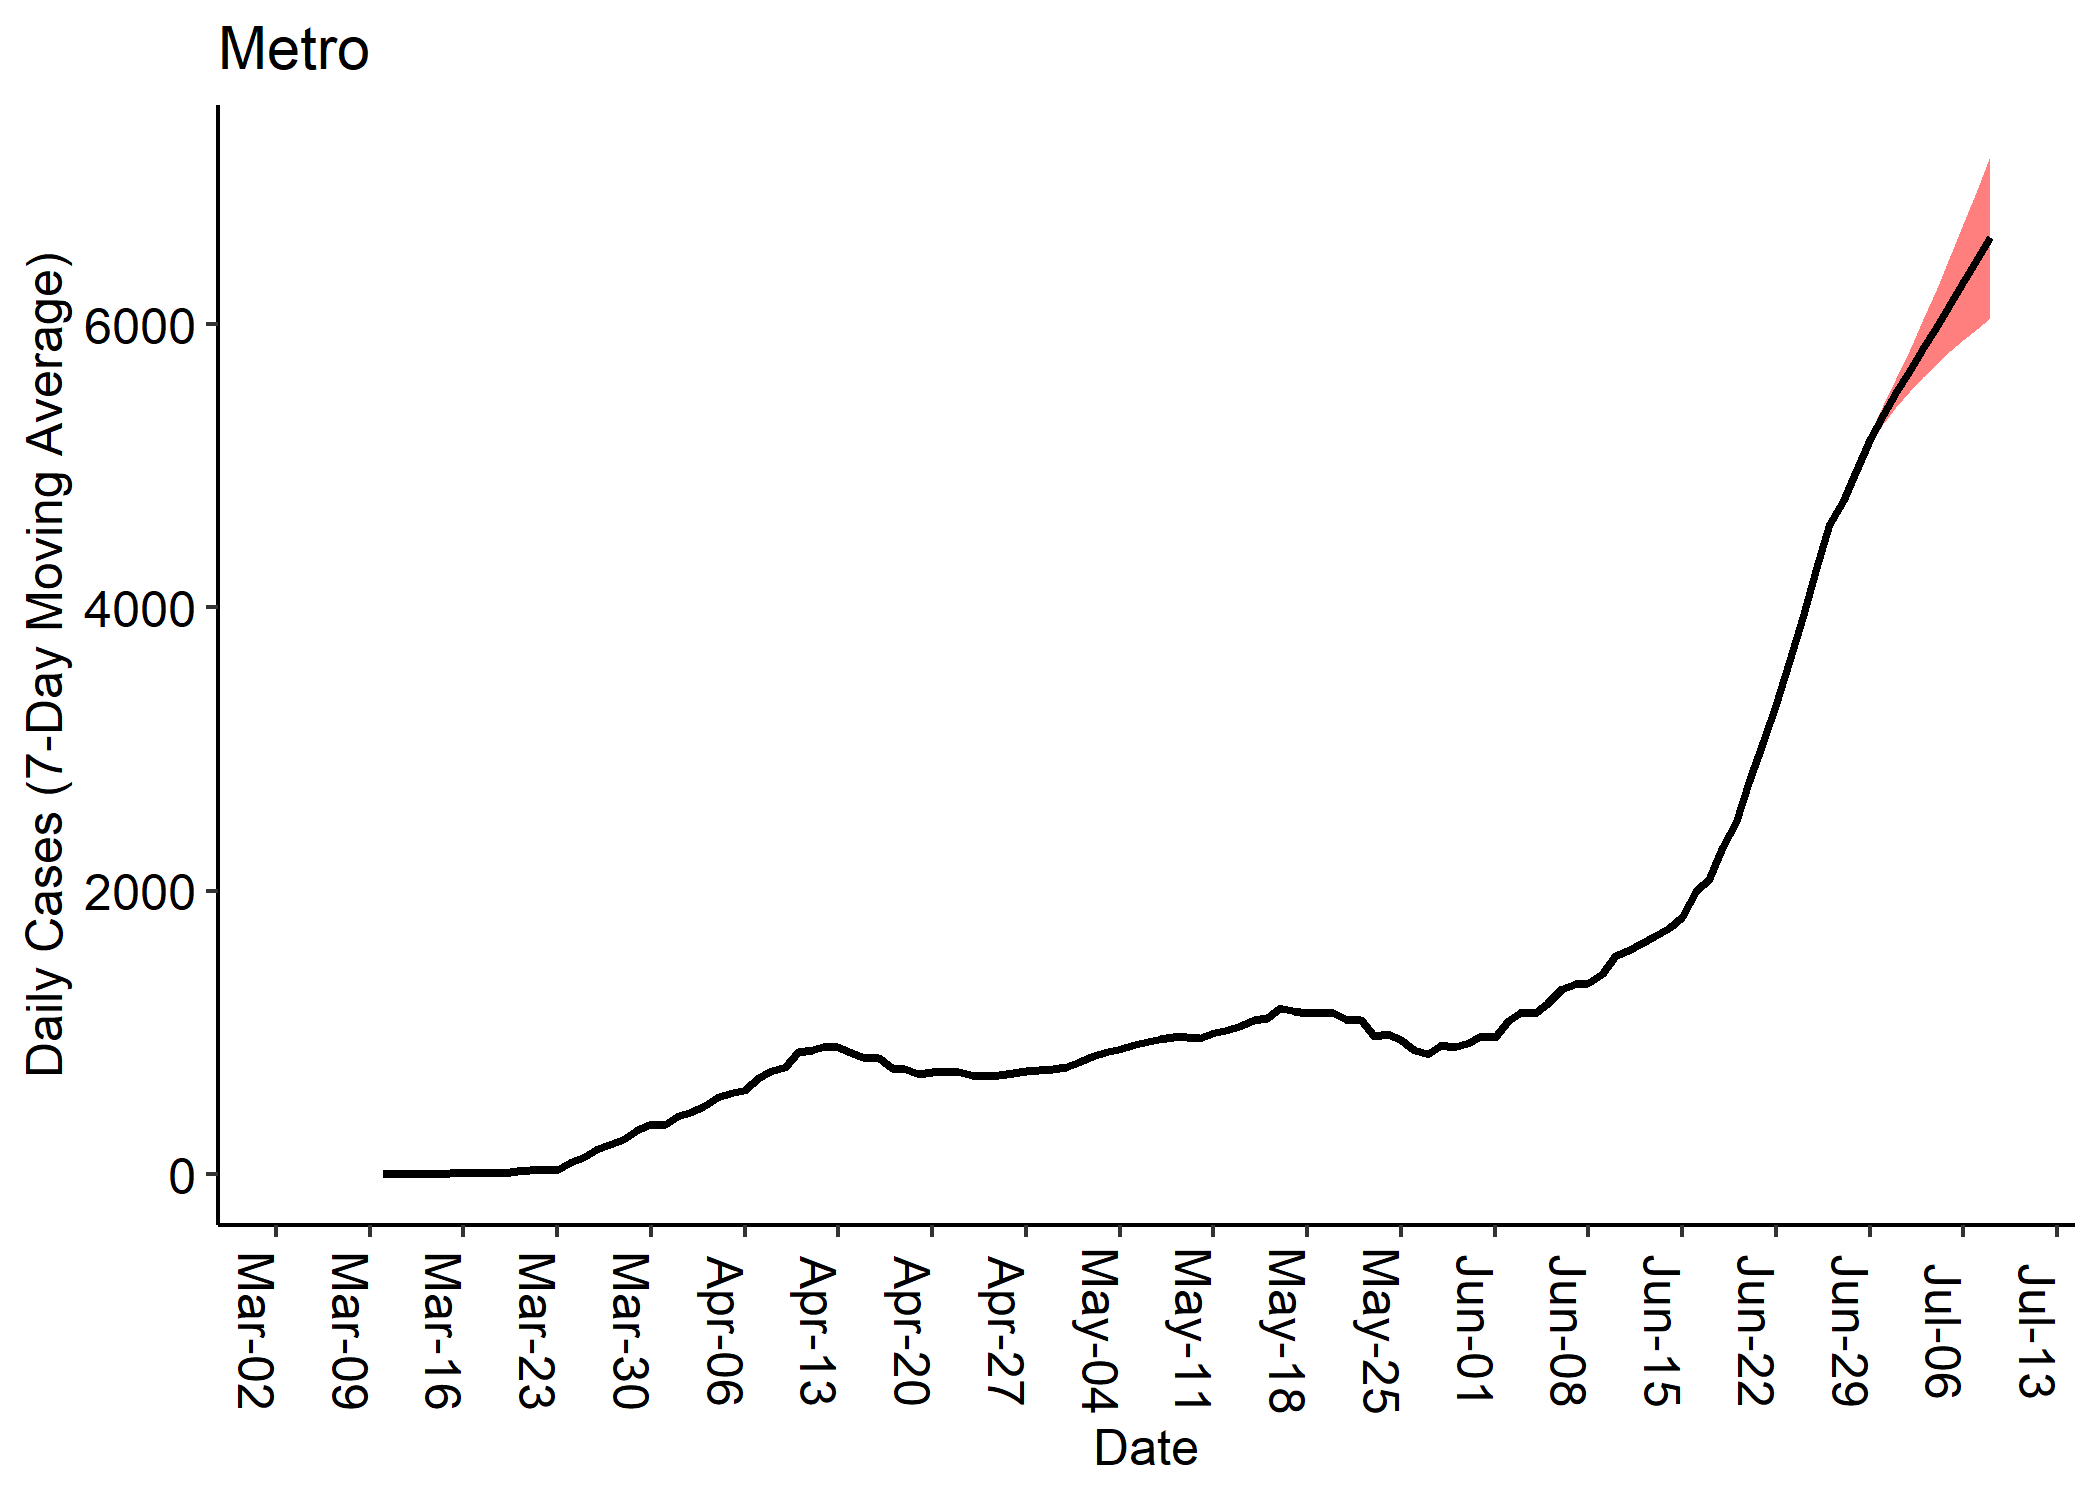 Metro
Daily Cases (7-Day Moving Average)
6000
4000
2000
0
Mar-02
Mar-09
Mar-16
Mar-23
Mar-30
Apr-06
Apr-13
Apr-20
Apr-27
May-04
May-11
May-18
May-25
Jun-01
Jun-08
Jun-15
Jun-22
Jun-29
Jul-06
Jul-13
Date